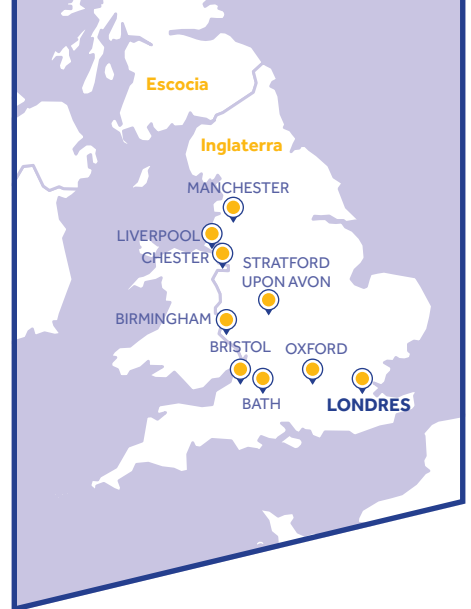 Escocia
Inglaterra
MANCHESTER
LIVERPOOL
CHESTER
STRATFORD
UPON AVON
BIRMINGHAM
BRISTOL
OXFORD
BATH
LONDRES